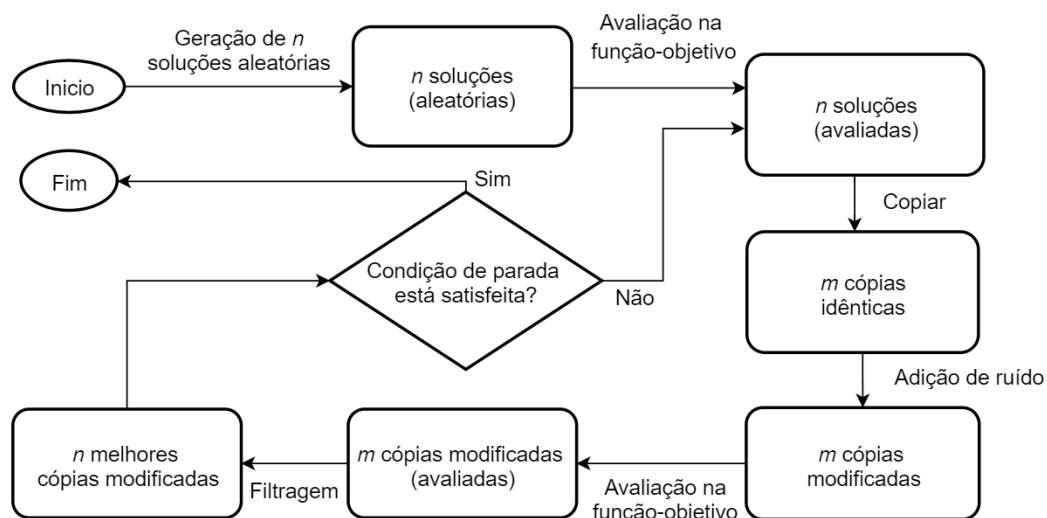 Geração de n
soluções aleatórias
Inicio
n soluções
(aleatórias)
Avaliação na
função-objetivo
n soluções
(avaliadas)
Copiar
m cópias
idênticas
Adição de ruído
m cópias
modificadas
Avaliação na
função-objetivo
m cópias modificadas
(avaliadas)
Filtragem
n melhores
cópias modificadas
Condição de parada
está satisfeita?
Não
Sim
Fim